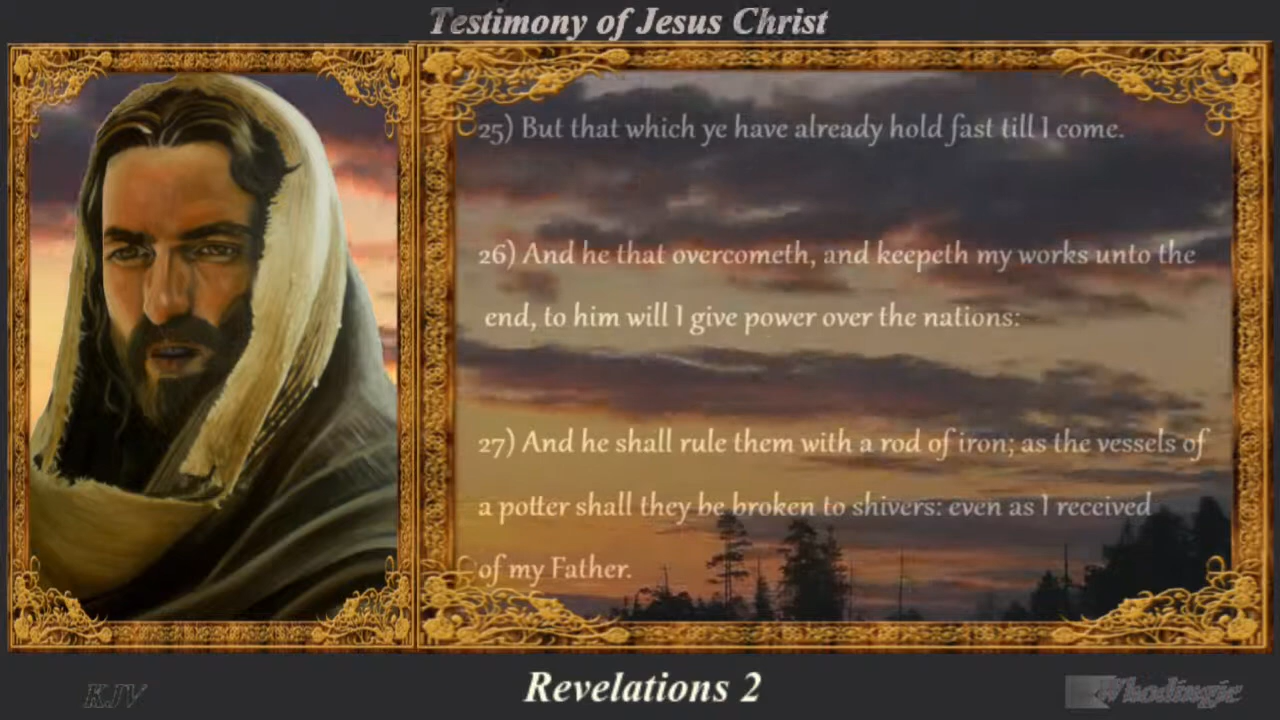 Testimony of Jesus Christ
25) But that which ye have already hold fast till I come.
26) And he that overcometh, and keepeth my works unto the
end, to him will I give power over the nations:
27) And he shall rule them with a rod of iron; as the vessels of
a potter shall they be broken to shivers: even as I received
of my Father.
KJV
Revelations 2